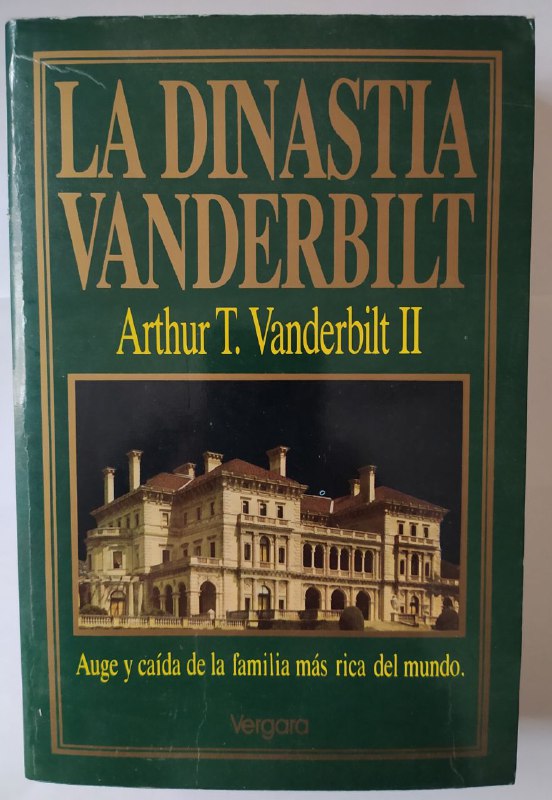 LA DINASTIA
VANDERBILT
Arthur T. Vanderbilt II
Auge y caída de la familia más rica del mundo.
Vergara